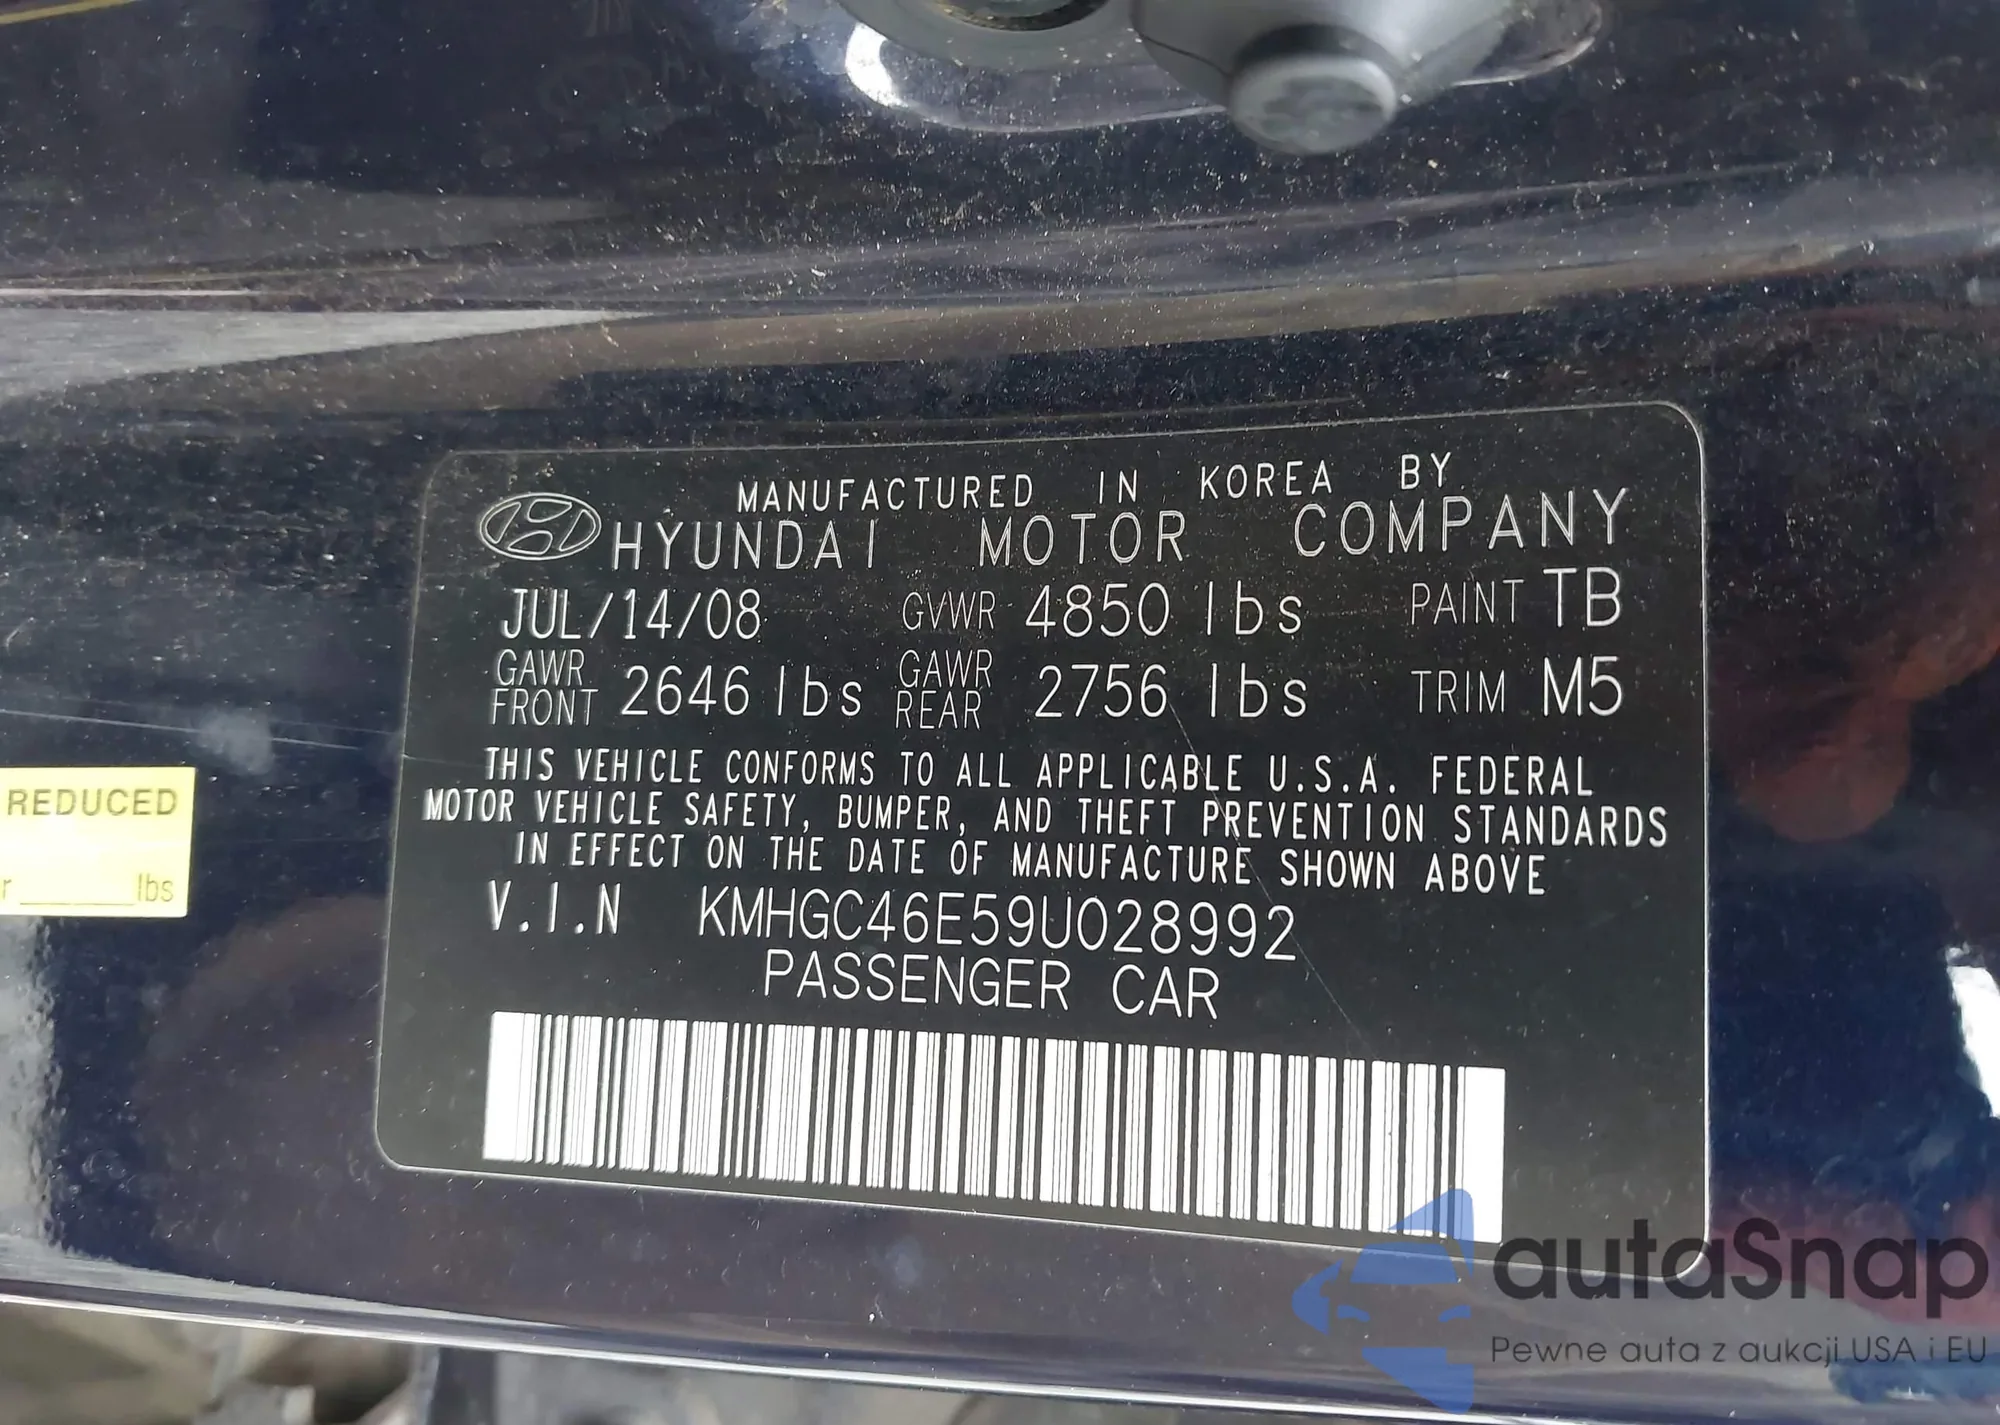 MANUFACTURED IN KOREA BY
HYUNDAI MOTOR COMPANY
JUL/14/08 GVWR 4850 lbs PAINT TB
GAWR FRONT 2646 lbs GAWR REAR 2756 lbs TRIM M5
THIS VEHICLE CONFORMS TO ALL APPLICABLE U.S.A. FEDERAL
MOTOR VEHICLE SAFETY, BUMPER, AND THEFT PREVENTION STANDARDS
IN EFFECT ON THE DATE OF MANUFACTURE SHOWN ABOVE
V.I.N KMHGC46E59U028992
PASSENGER CAR
REDUCED
r ______ lbs
autaSnap
Pewne auta z aukcji USA i EU